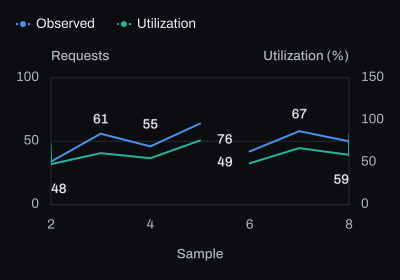 Observed Utilization
Requests Utilization (%)
100 150
61 55 67
100
50 76
49 50
48 59
0 0
2 4 6 8
Sample